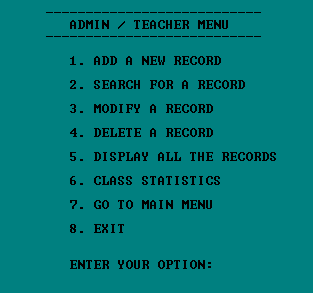 ADMIN / TEACHER MENU
1. ADD A NEW RECORD
2. SEARCH FOR A RECORD
3. MODIFY A RECORD
4. DELETE A RECORD
5. DISPLAY ALL THE RECORDS
6. CLASS STATISTICS
7. GO TO MAIN MENU
8. EXIT
ENTER YOUR OPTION: